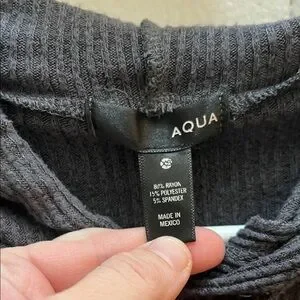 AQUA
XS
80% RAYON
15% POLYESTER
5% SPANDEX
MADE IN
MEXICO